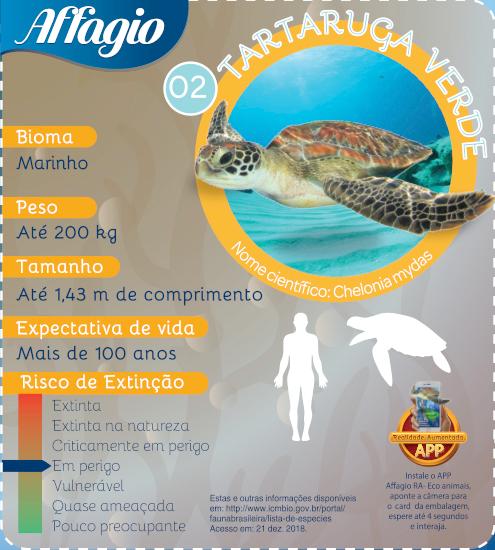 Affagio
02
TARTARUGA VERDE
Nome científico: Chelonia mydas
Bioma
Marinho
Peso
Até 200 kg
Tamanho
Até 1,43 m de comprimento
Expectativa de vida
Mais de 100 anos
Risco de Extinção
Extinta
Extinta na natureza
Criticamente em perigo
Em perigo
Vulnerável
Quase ameaçada
Pouco preocupante
Estas e outras informações disponíveis
em: http://www.icmbio.gov.br/portal/
faunabrasileira/lista-de-especies
Acesso em: 21 dez. 2018.
Realidade Aumentada
APP
Instale o APP
Affagio RA- Eco animais,
aponte a câmera para
o card da embalagem,
espere até 4 segundos
e interaja.